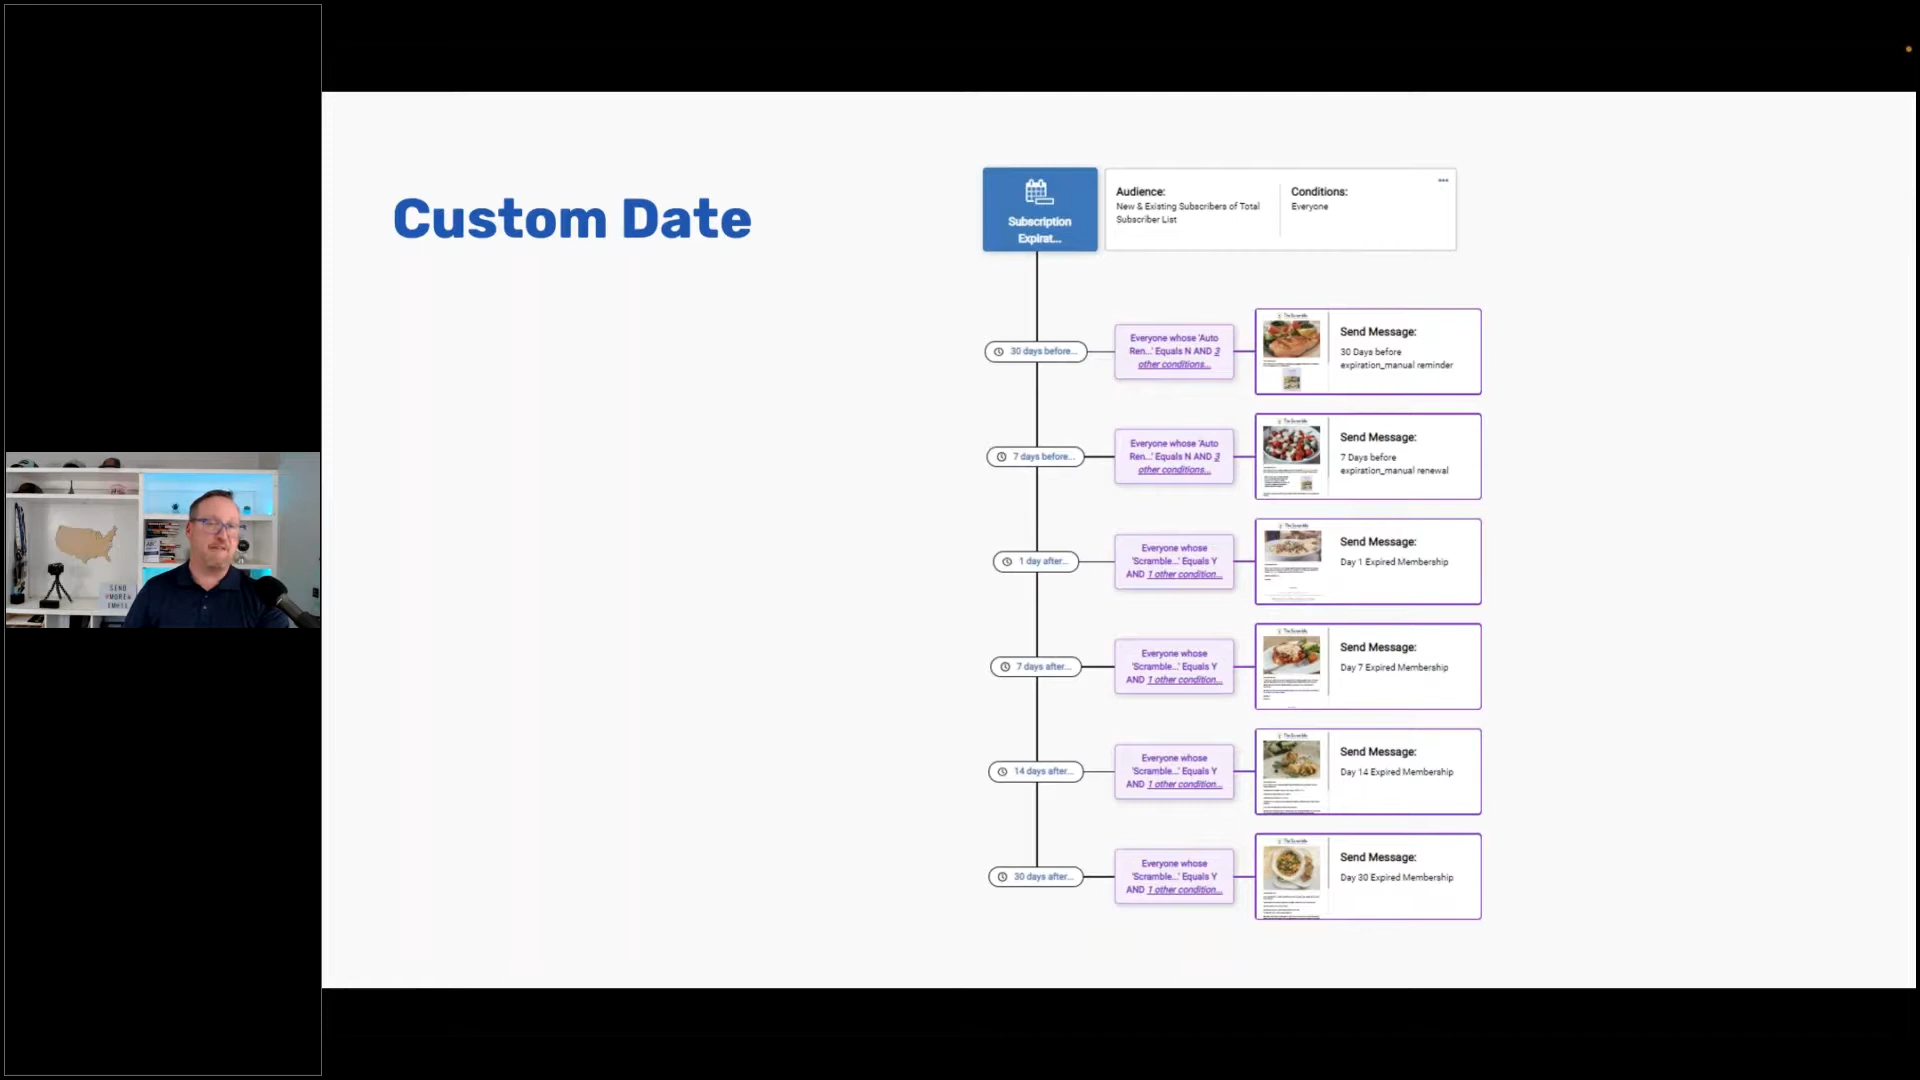 Custom Date
Subscription
Expirat...
Audience:
New & Existing Subscribers of Total
Subscriber List
Conditions:
Everyone
30 days before...
Everyone whose 'Auto
Ren...' Equals N AND 3
other conditions...
Send Message:
30 Days before
expiration_manual reminder
7 days before...
Everyone whose 'Auto
Ren...' Equals N AND 3
other conditions...
Send Message:
7 Days before
expiration_manual renewal
1 day after...
Everyone whose
'Scramble...' Equals Y
AND 1 other condition...
Send Message:
Day 1 Expired Membership
7 days after...
Everyone whose
'Scramble...' Equals Y
AND 1 other condition...
Send Message:
Day 7 Expired Membership
14 days after...
Everyone whose
'Scramble...' Equals Y
AND 1 other condition...
Send Message:
Day 14 Expired Membership
30 days after...
Everyone whose
'Scramble...' Equals Y
AND 1 other condition...
Send Message:
Day 30 Expired Membership
SEND
MORE
EMAIL